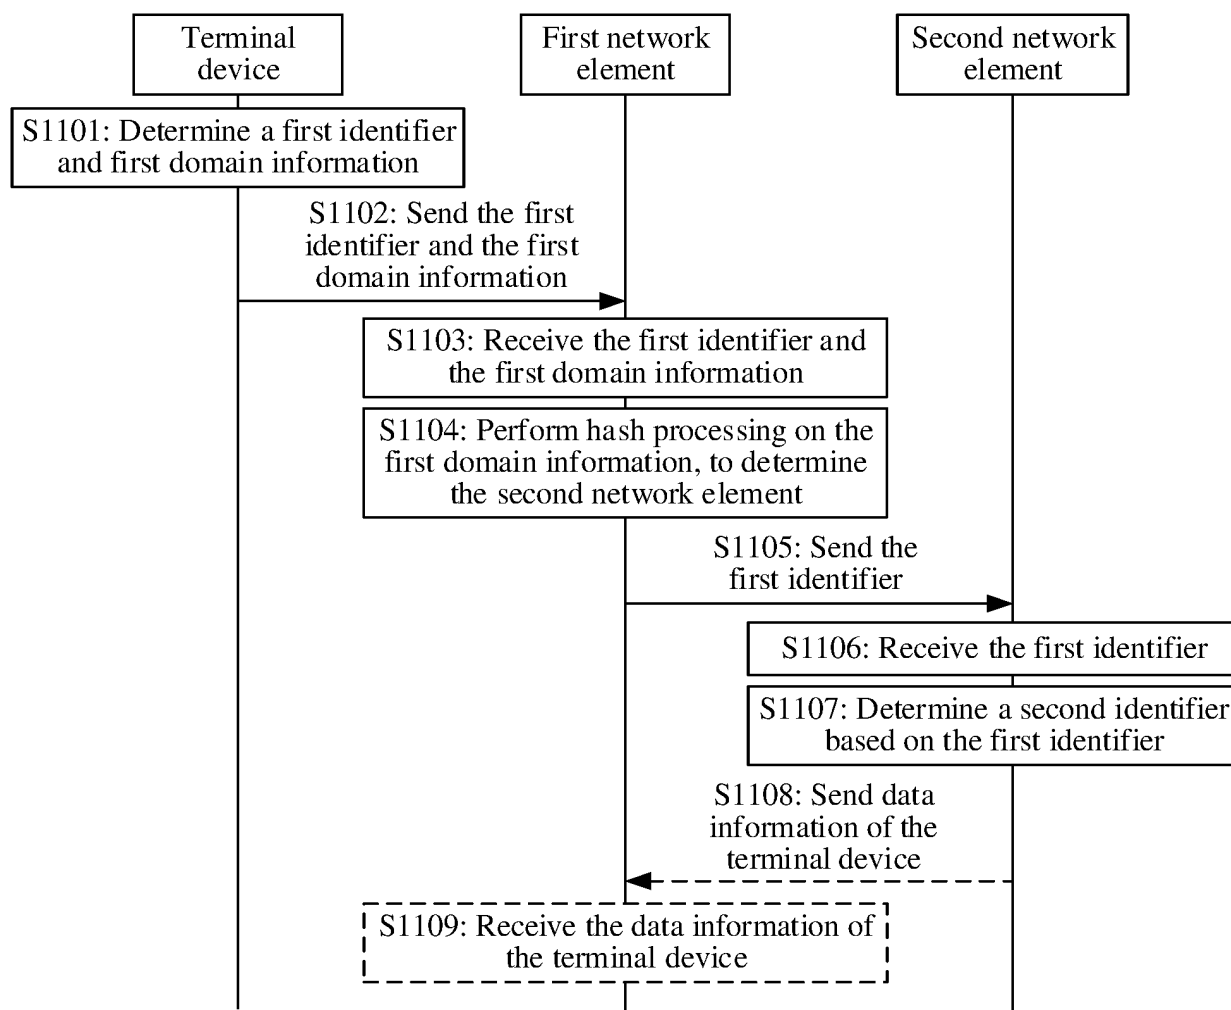 Terminal
device
First network
element
Second network
element
S1101: Determine a first identifier
and first domain information
S1102: Send the first
identifier and the first
domain information
S1103: Receive the first identifier and
the first domain information
S1104: Perform hash processing on the
first domain information, to determine
the second network element
S1105: Send the
first identifier
S1106: Receive the first identifier
S1107: Determine a second identifier
based on the first identifier
S1108: Send data
information of the
terminal device
S1109: Receive the data information of
the terminal device